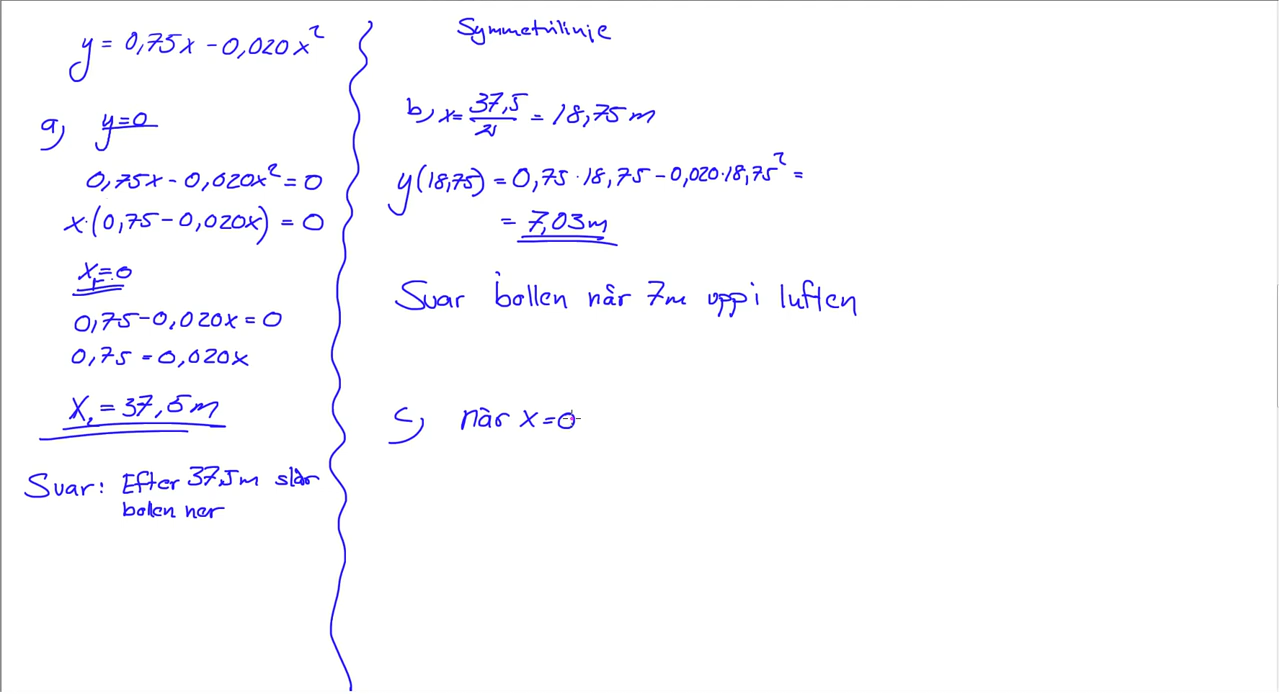 y = 0,75x - 0,020x²
a) y=0
0,75x - 0,020x² = 0
x·(0,75-0,020x) = 0
x₁=0
0,75-0,020x = 0
0,75 = 0,020x
x₂ = 37,5m
Svar: Efter 37,5m slår
bollen ner
Symmetrilinje
b) x = 37,5/2 = 18,75 m
y(18,75) = 0,75·18,75 - 0,020·18,75² =
= 7,03m
Svar bollen når 7m upp i luften
c) när x=0